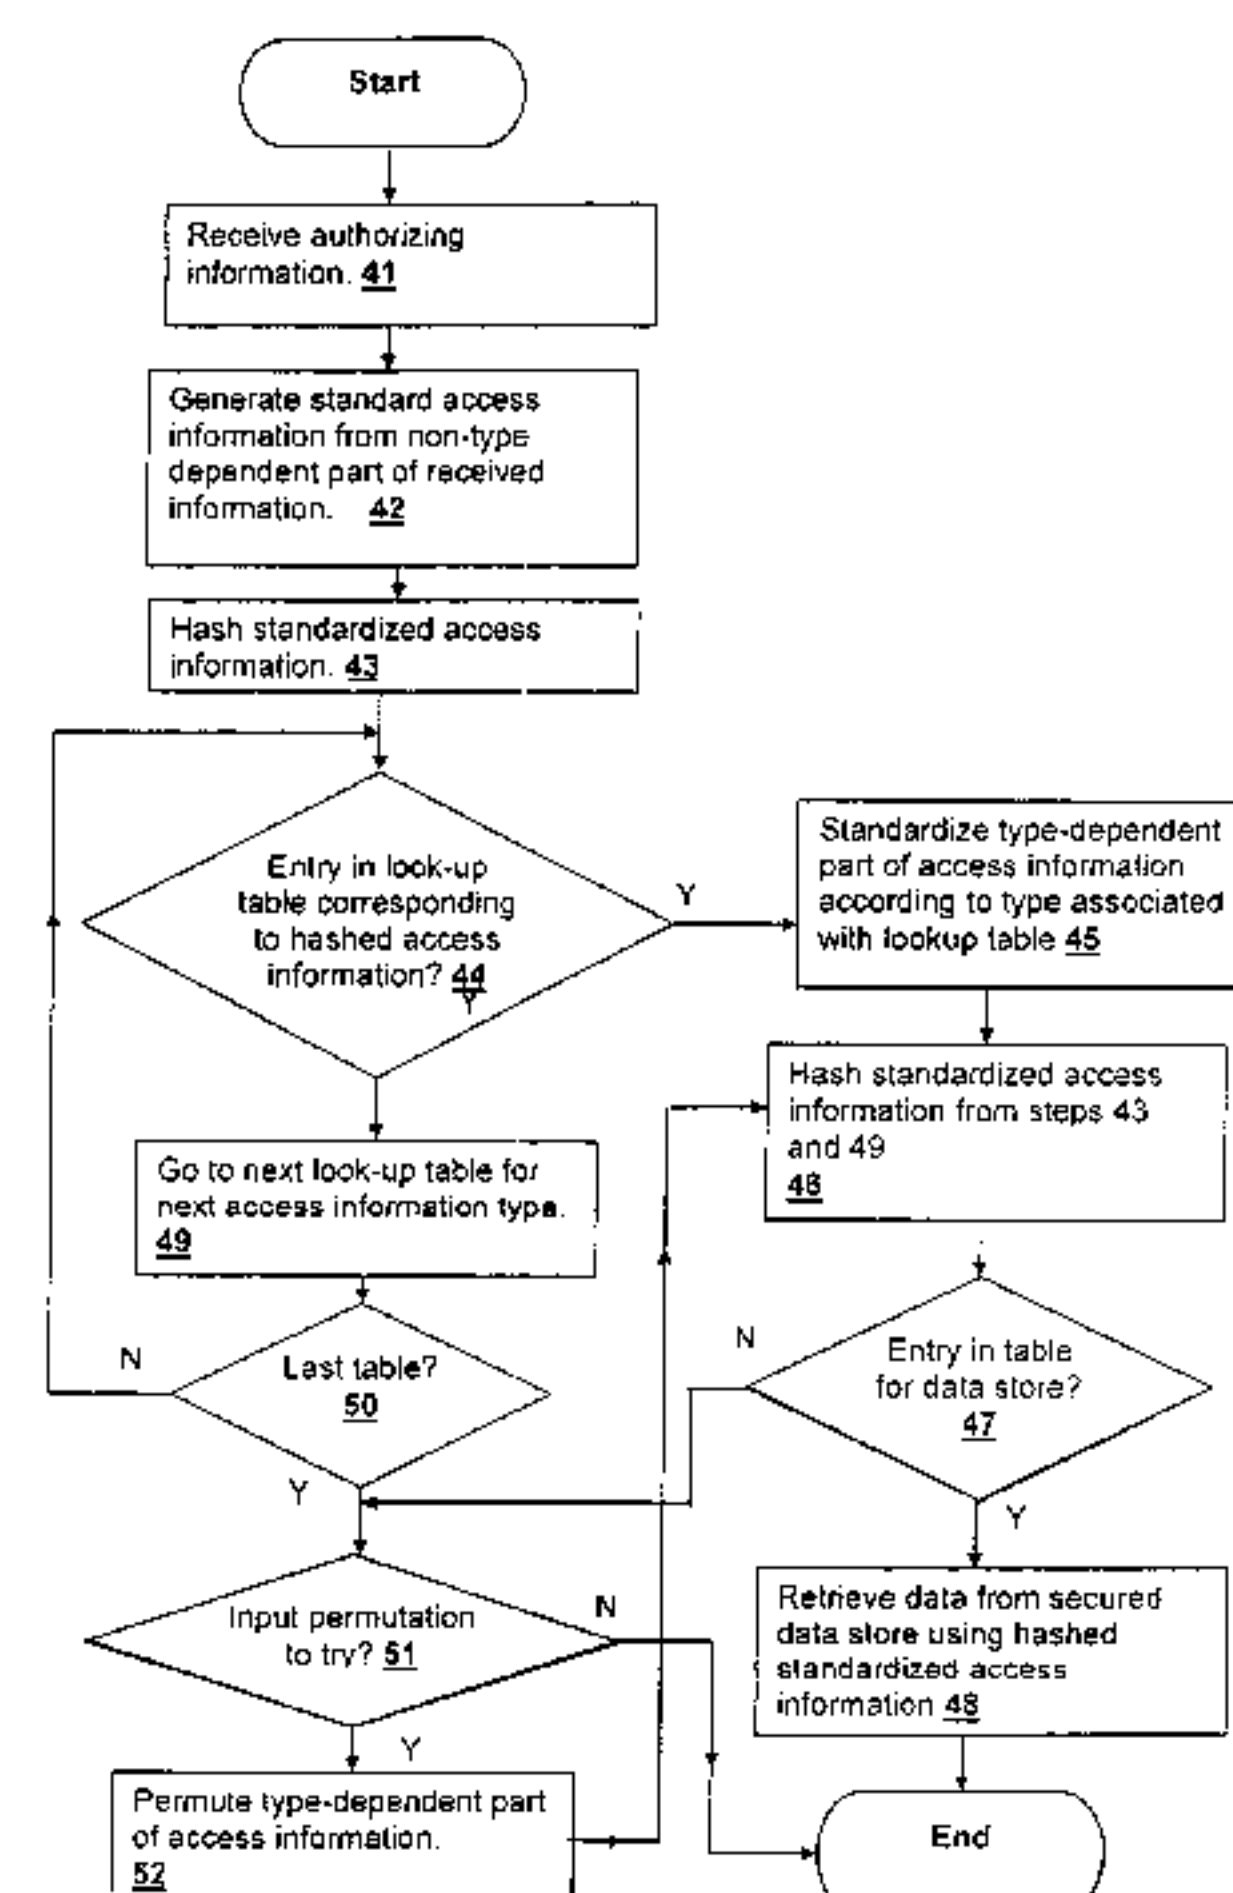 Start
Receive authorizing
information. 41
Generate standard access
information from non-type
dependent part of received
information. 42
Hash standardized access
information. 43
Entry in look-up
table corresponding
to hashed access
information? 44
Y
Y
Standardize type-dependent
part of access information
according to type associated
with lookup table 45
Hash standardized access
information from steps 43
and 49
46
Go to next look-up table for
next access information type.
49
Last table?
50
N
Y
Entry in table
for data store?
47
N
Y
Input permutation
to try? 51
N
Y
Retrieve data from secured
data store using hashed
standardized access
information 48
Permute type-dependent part
of access information.
52
End